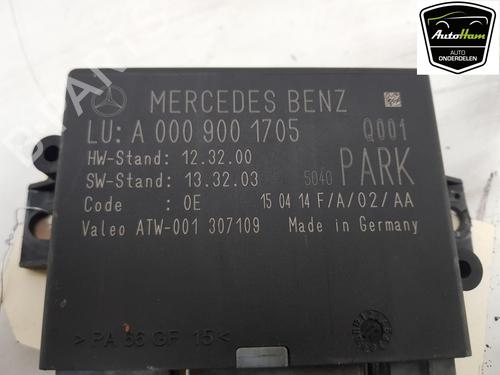 AutoHam
AUTO
ONDERDELEN
MERCEDES BENZ
LU: A 000 900 1705 Q001
HW-Stand: 12.32.00
SW-Stand: 13.32.03 5040 PARK
Code : 0E 15 04 14 F/A/02/AA
Valeo ATW-001 307109 Made in Germany
>PA 66 GF 15<